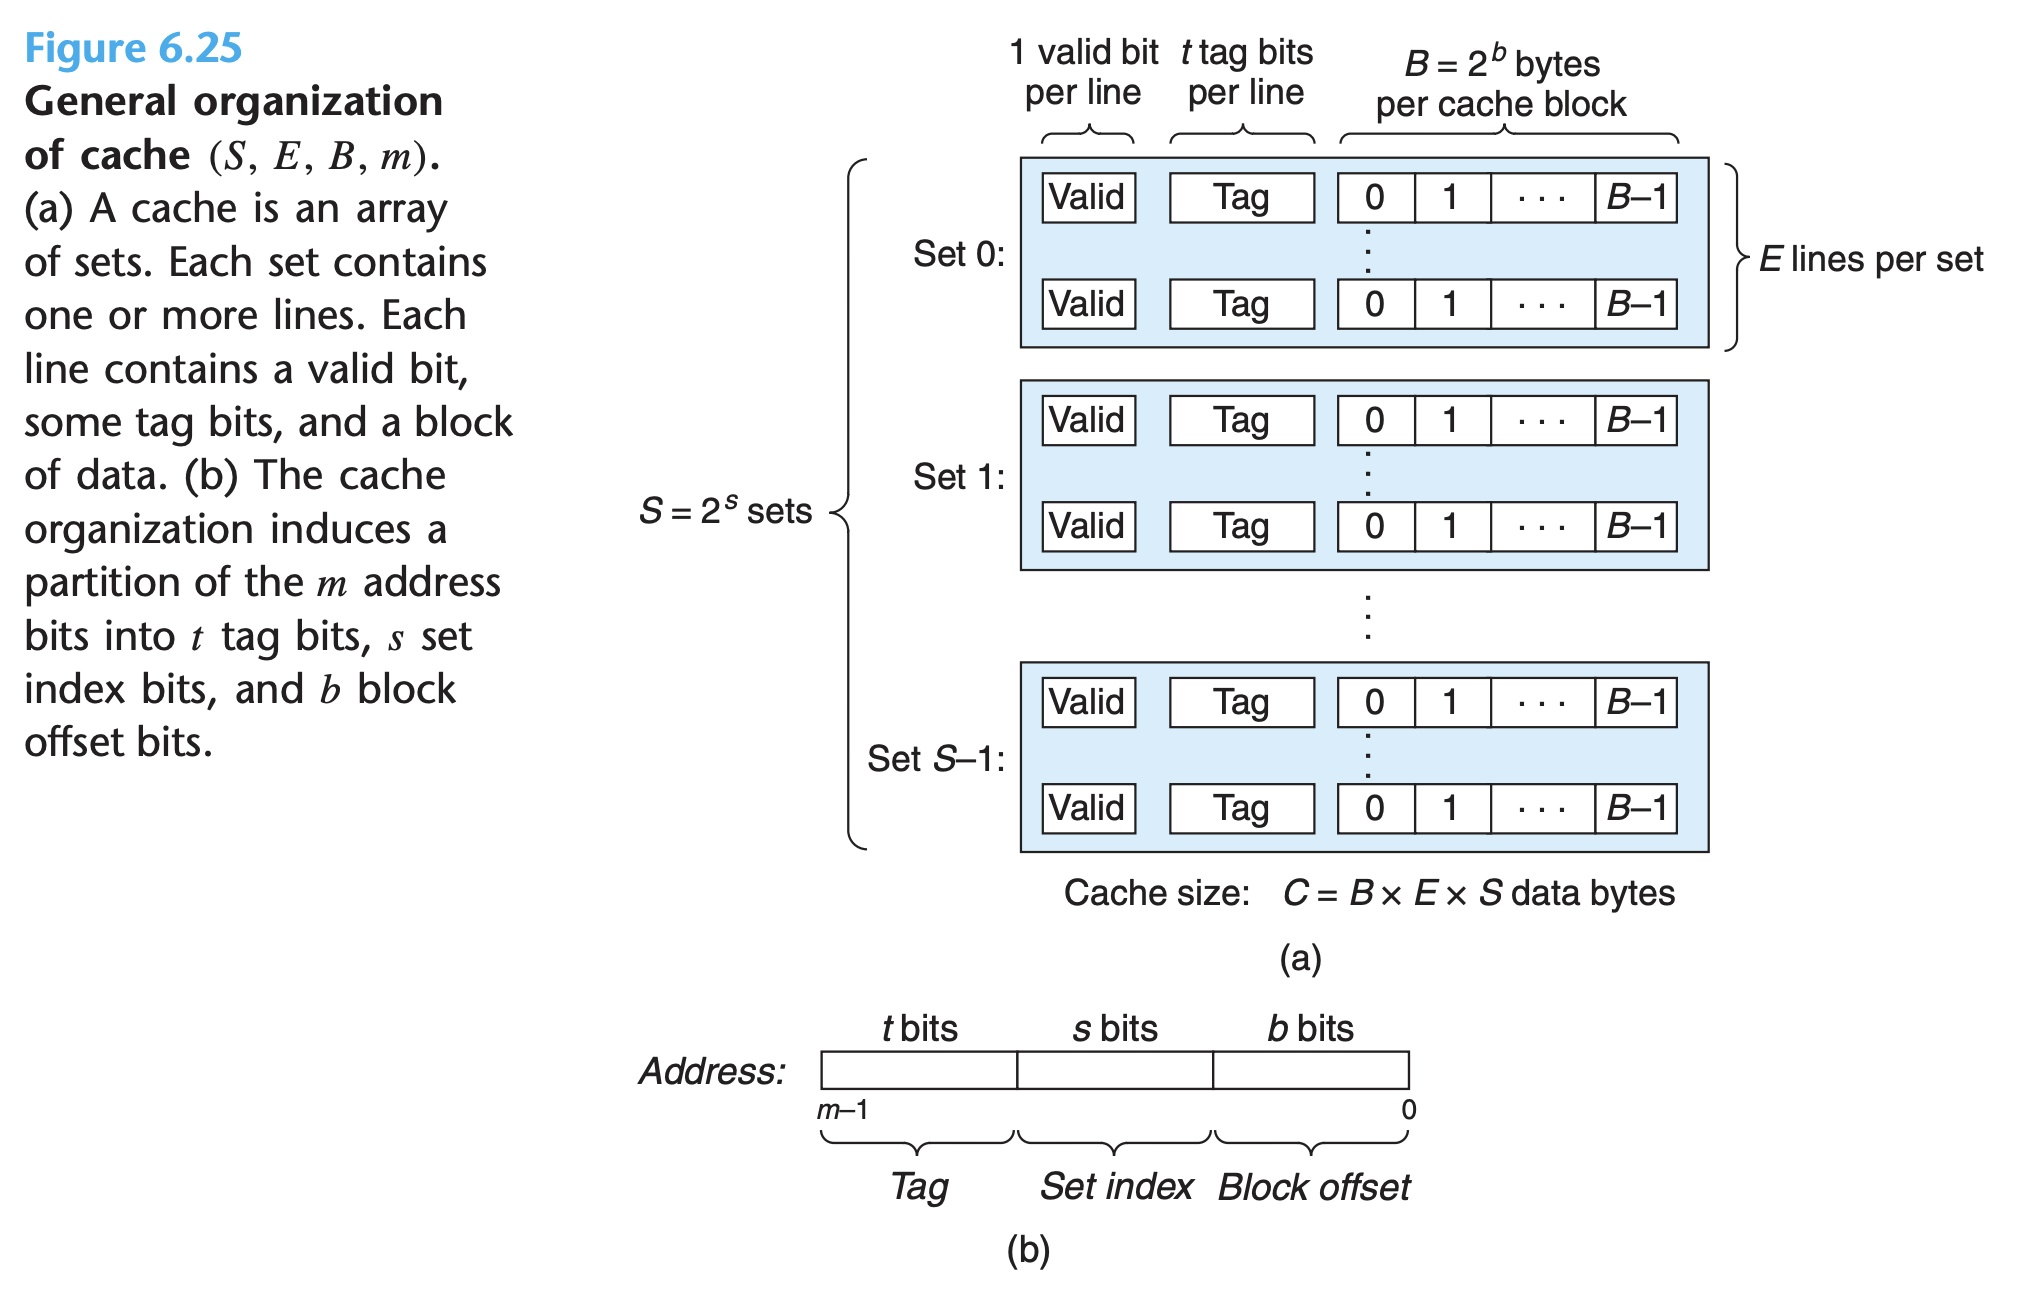 Figure 6.25
General organization
of cache (S, E, B, m).
(a) A cache is an array
of sets. Each set contains
one or more lines. Each
line contains a valid bit,
some tag bits, and a block
of data. (b) The cache
organization induces a
partition of the m address
bits into t tag bits, s set
index bits, and b block
offset bits.
1 valid bit
per line
t tag bits
per line
B = 2^b bytes
per cache block
Set 0:
Valid Tag 0 1 · · · B–1
Valid Tag 0 1 · · · B–1
E lines per set
Set 1:
Valid Tag 0 1 · · · B–1
Valid Tag 0 1 · · · B–1
S = 2^s sets
Set S–1:
Valid Tag 0 1 · · · B–1
Valid Tag 0 1 · · · B–1
Cache size: C = B × E × S data bytes
(a)
t bits s bits b bits
Address:
m–1 0
Tag Set index Block offset
(b)